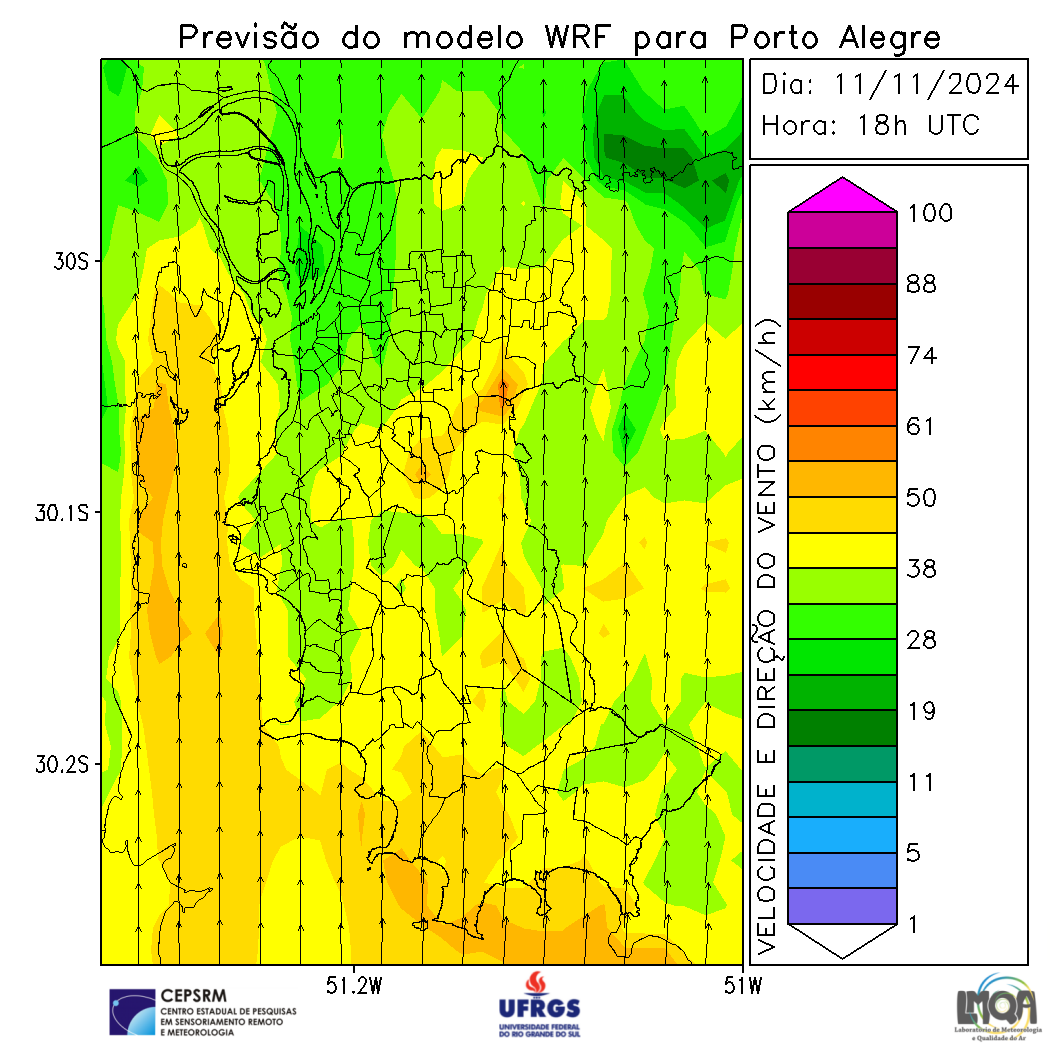 Previsão do modelo WRF para Porto Alegre
Dia: 11/11/2024
Hora: 18h UTC
30S
30.1S
30.2S
51.2W
51W
VELOCIDADE E DIREÇÃO DO VENTO (km/h)
100
88
74
61
50
38
28
19
11
5
1
CEPSRM
CENTRO ESTADUAL DE PESQUISAS
EM SENSORIAMENTO REMOTO
E METEOROLOGIA
UFRGS
UNIVERSIDADE FEDERAL
DO RIO GRANDE DO SUL
LMQA
Laboratório de Meteorologia
e Qualidade do Ar